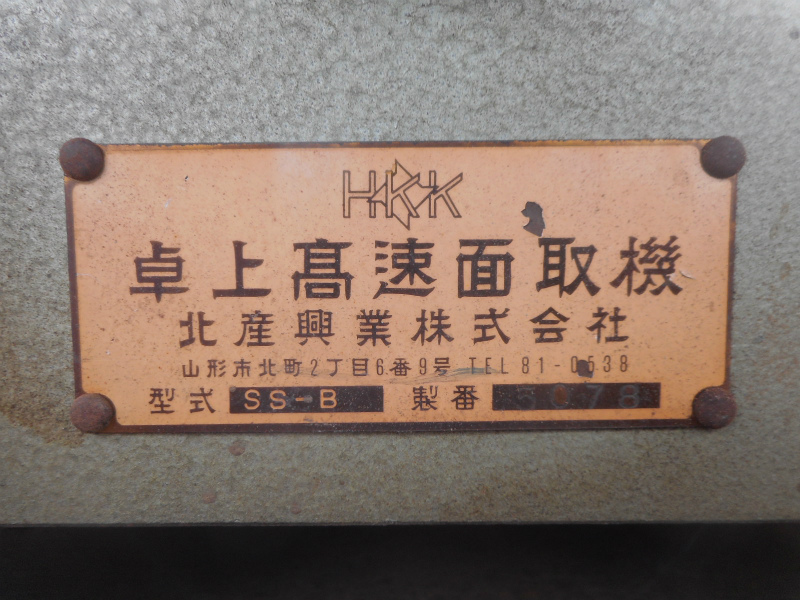 HKK
卓上髙速面取機
北産興業株式会社
山形市北町2丁目6番9号 TEL 81-0538
型式 SS-B 製番